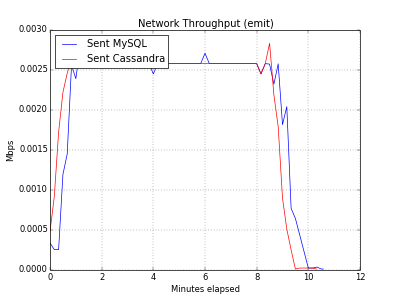 Network Throughput (emit)
Sent MySQL
Sent Cassandra
0.0030
0.0025
0.0020
0.0015
0.0010
0.0005
0.0000
Mbps
0 2 4 6 8 10 12
Minutes elapsed